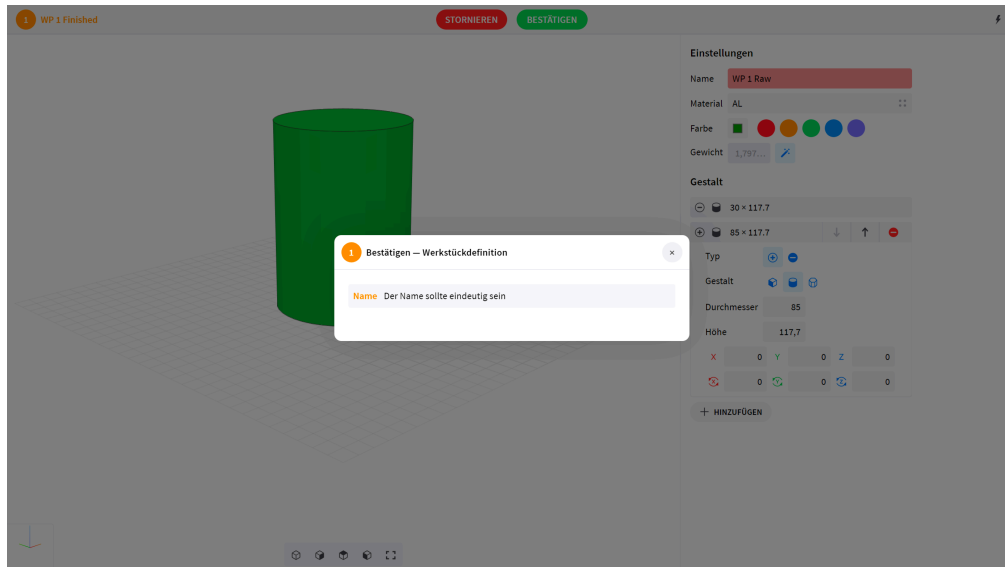 1 WP 1 Finished
STORNIEREN BESTÄTIGEN
Einstellungen
Name WP 1 Raw
Material AL
Farbe
Gewicht 1,797...
Gestalt
30 × 117.7
85 × 117.7
1 Bestätigen — Werkstückdefinition ×
Name Der Name sollte eindeutig sein
Typ
Gestalt
Durchmesser 85
Höhe 117,7
X 0 Y 0 Z 0
X 0 Y 0 Z 0
+ HINZUFÜGEN